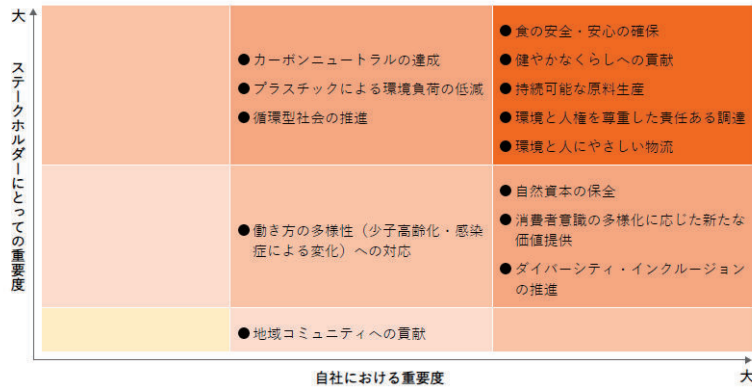 大
ステークホルダーにとっての重要度
● カーボンニュートラルの達成
● プラスチックによる環境負荷の低減
● 循環型社会の推進
● 食の安全・安心の確保
● 健やかなくらしへの貢献
● 持続可能な原料生産
● 環境と人権を尊重した責任ある調達
● 環境と人にやさしい物流
● 働き方の多様性（少子高齢化・感
染症による変化）への対応
● 自然資本の保全
● 消費者意識の多様化に応じた新たな
価値提供
● ダイバーシティ・インクルージョン
の推進
● 地域コミュニティへの貢献
自社における重要度
大